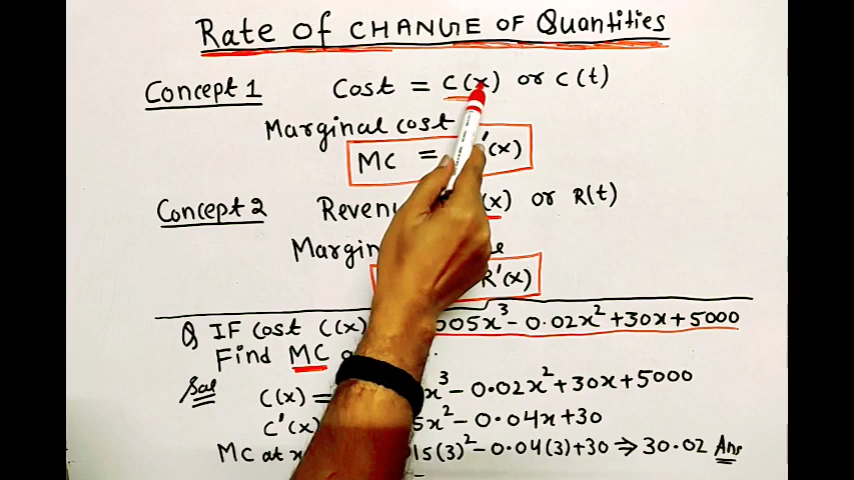 Rate of CHANGE OF Quantities
Concept 1 Cost = C(x) or C(t)
Marginal cost
MC = '(x)
Concept 2 Revenu (x) or R(t)
Margin e
R'(x)
Q IF Cost C(x) 005x³ - 0.02x² + 30x + 5000
Find MC
Sol C(x) = x³ - 0.02x² + 30x + 5000
C'(x) 5x² - 0.04x + 30
MC at x 15(3)² - 0.04(3) + 30 ⇒ 30.02 Ans